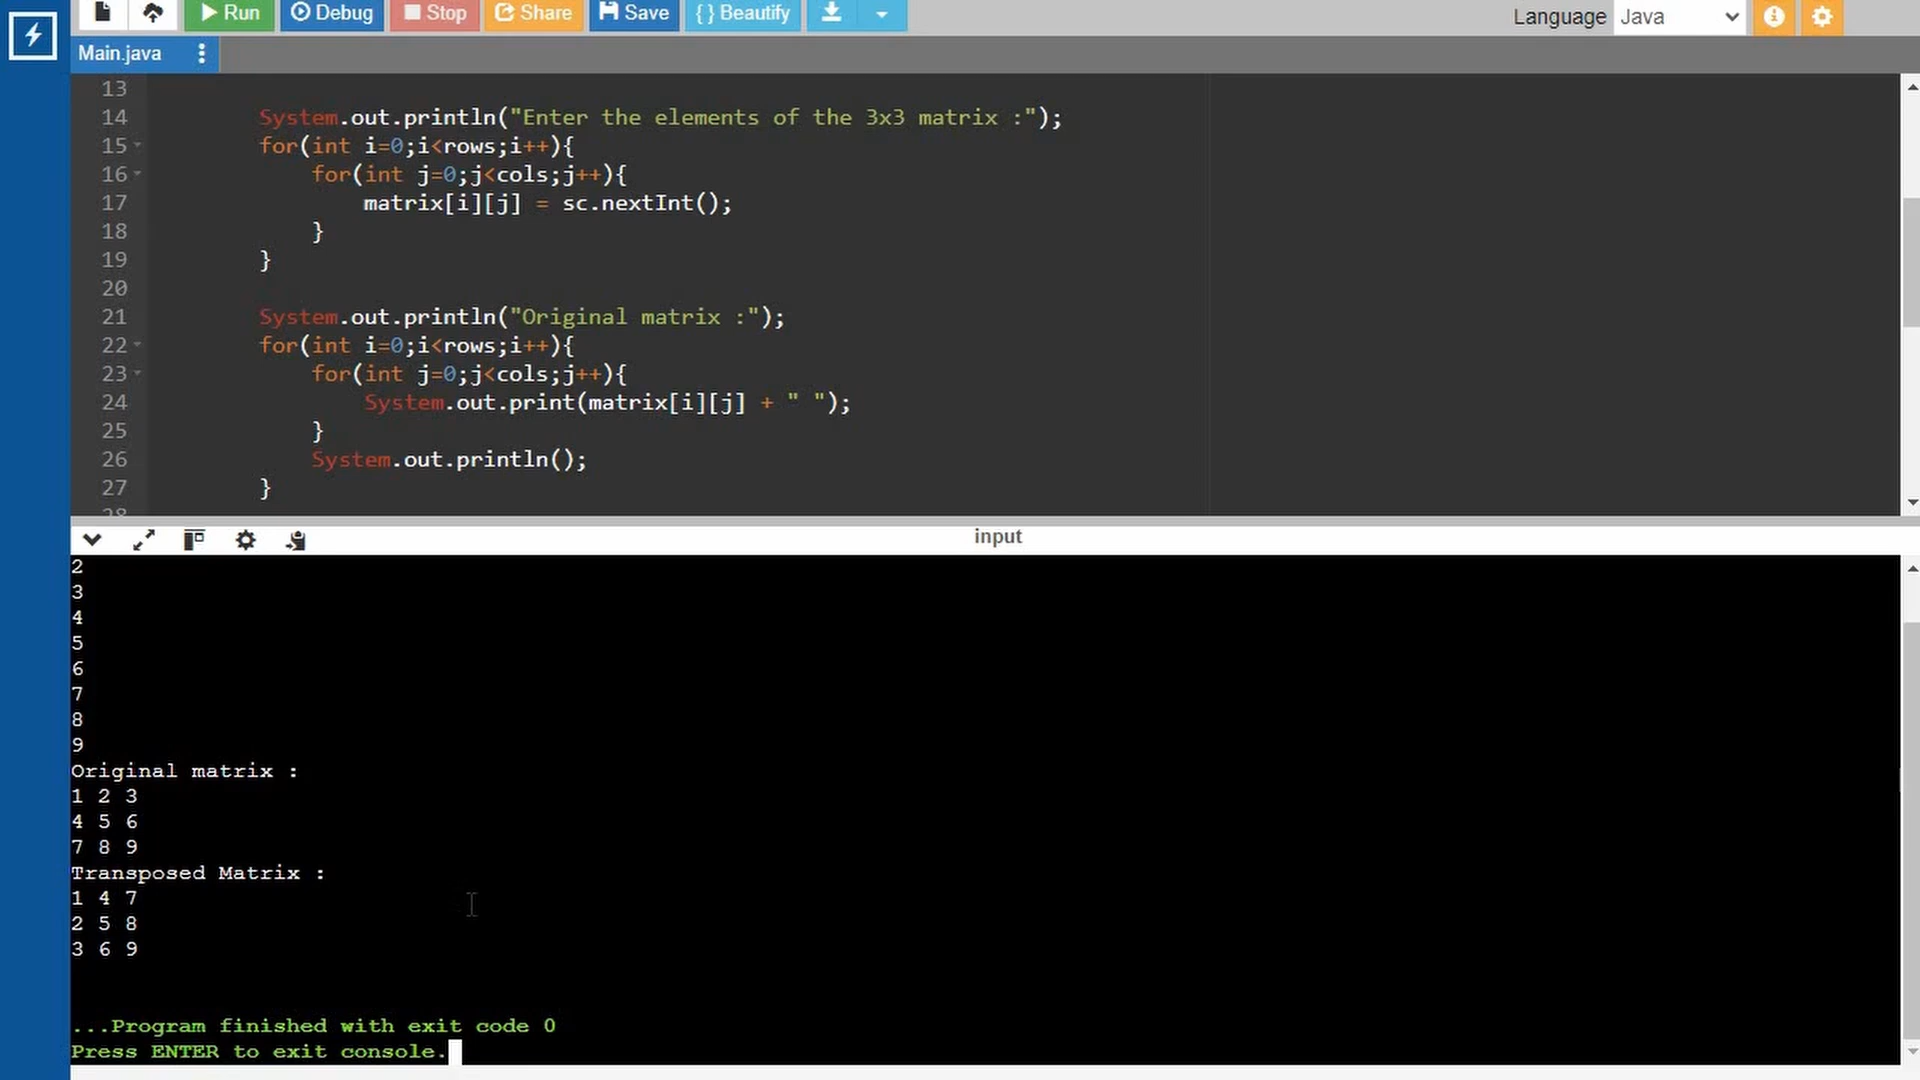 Run Debug Stop Share Save { } Beautify Language Java
Main.java
13
14 System.out.println("Enter the elements of the 3x3 matrix :");
15 for(int i=0;i<rows;i++){
16 for(int j=0;j<cols;j++){
17 matrix[i][j] = sc.nextInt();
18 }
19 }
20
21 System.out.println("Original matrix :");
22 for(int i=0;i<rows;i++){
23 for(int j=0;j<cols;j++){
24 System.out.print(matrix[i][j] + " ");
25 }
26 System.out.println();
27 }
28
input
2
3
4
5
6
7
8
9
Original matrix :
1 2 3
4 5 6
7 8 9
Transposed Matrix :
1 4 7
2 5 8
3 6 9
...Program finished with exit code 0
Press ENTER to exit console.